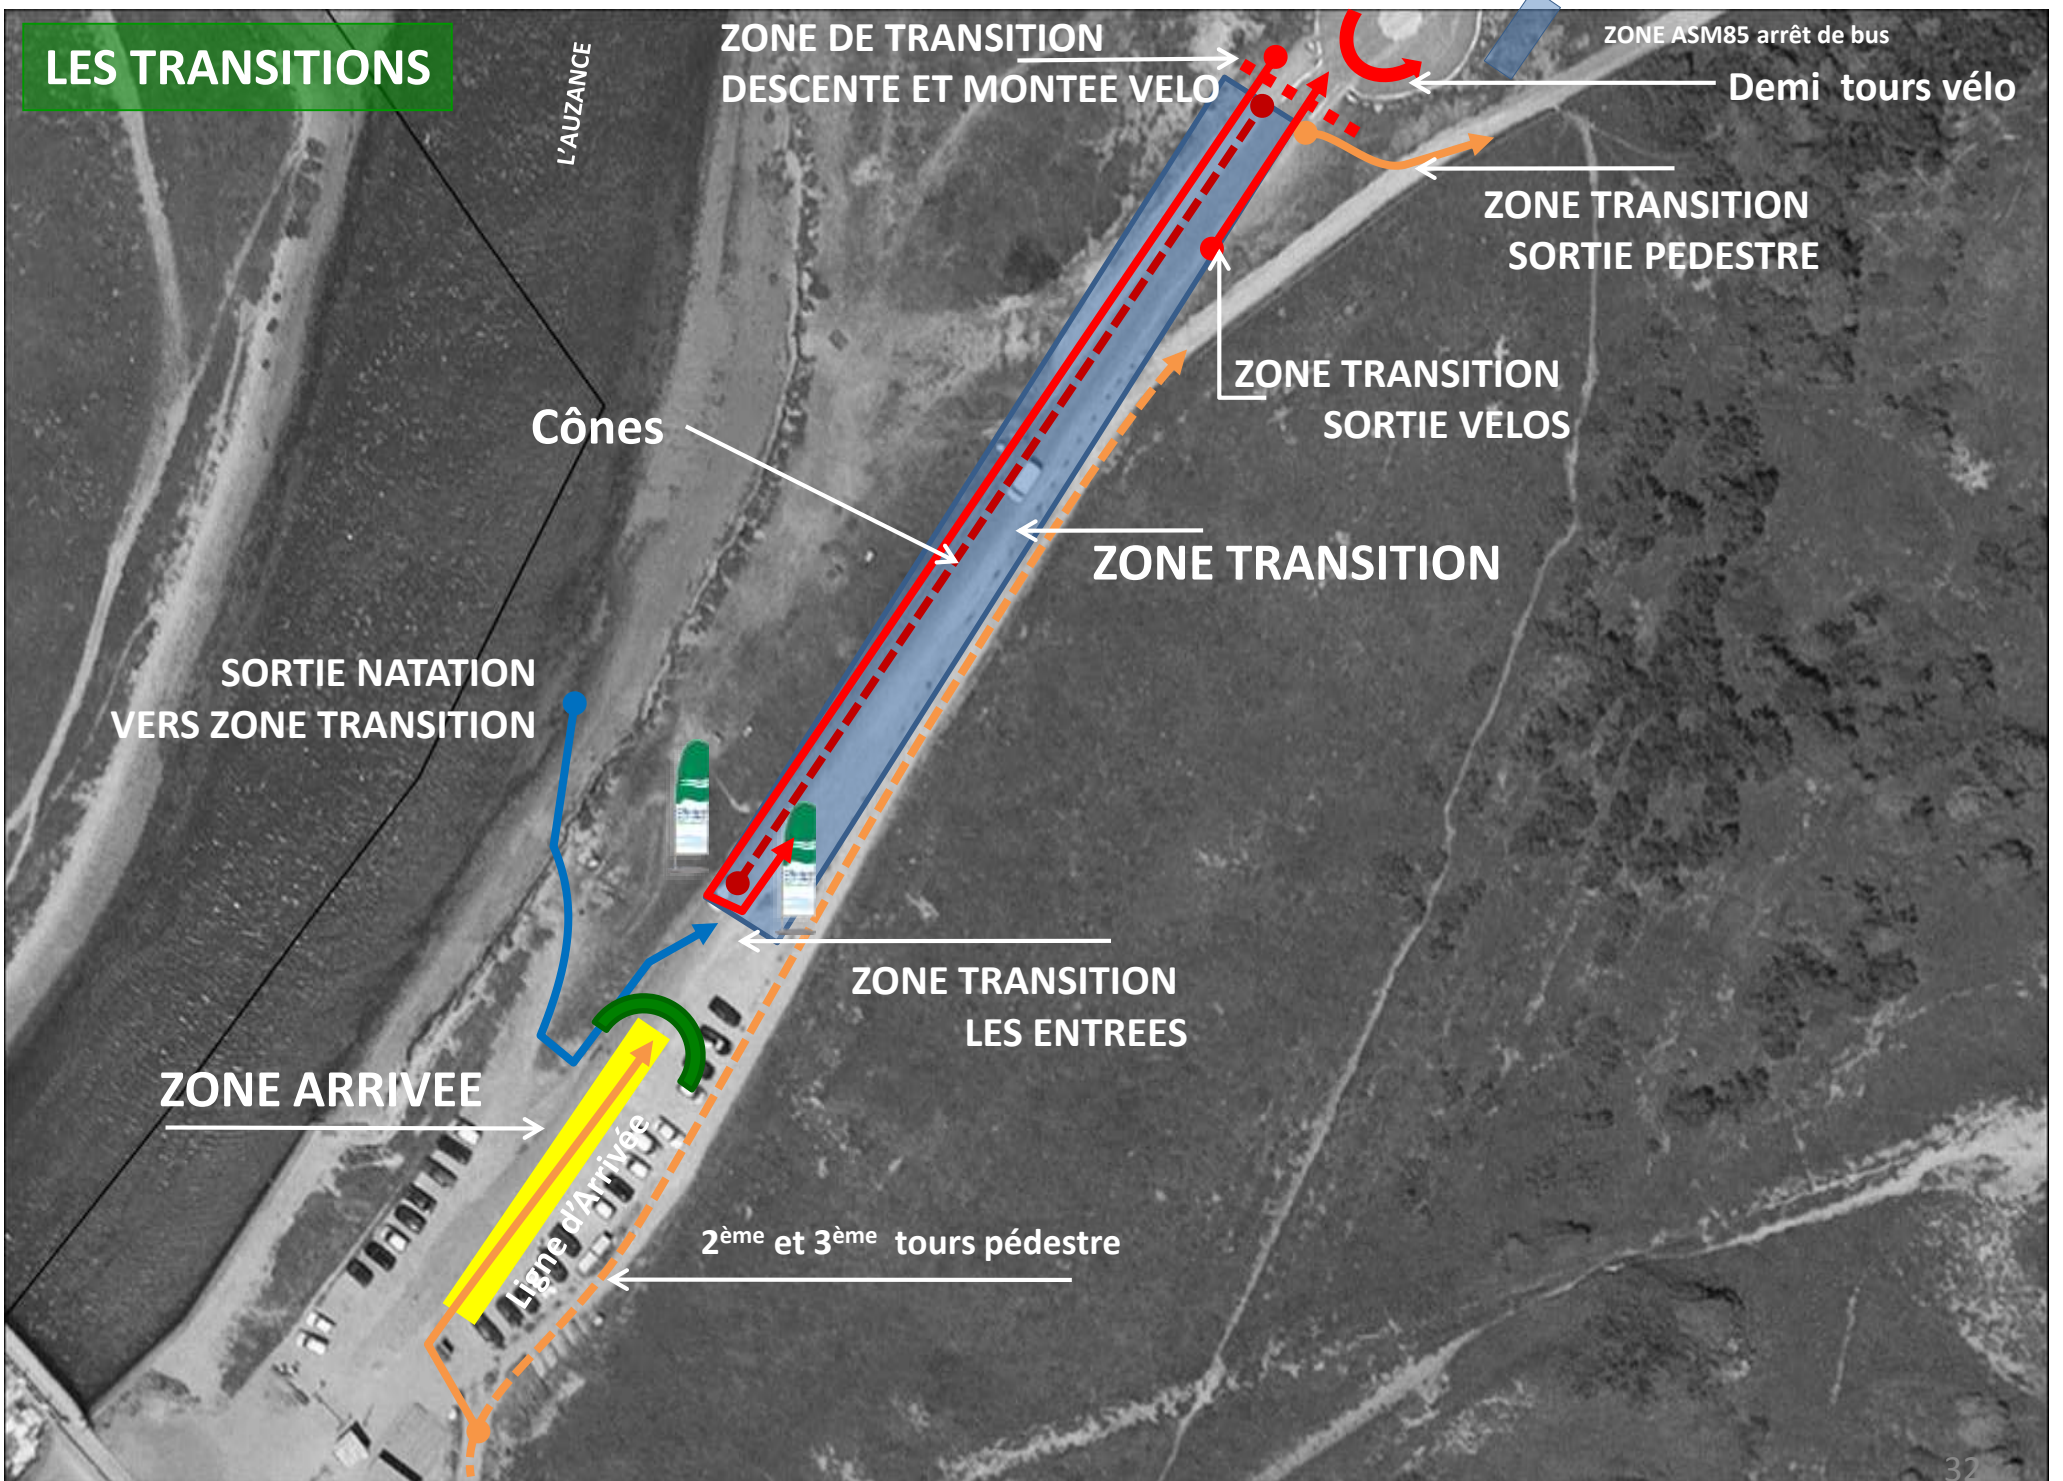 LES TRANSITIONS
L'AUZANCE
ZONE DE TRANSITION
DESCENTE ET MONTEE VELO
ZONE ASM85 arrêt de bus
Demi tours vélo
ZONE TRANSITION
SORTIE PEDESTRE
ZONE TRANSITION
SORTIE VELOS
Cônes
ZONE TRANSITION
SORTIE NATATION
VERS ZONE TRANSITION
ZONE TRANSITION
LES ENTREES
ZONE ARRIVEE
Ligne d'Arrivée
2ème et 3ème tours pédestre
32